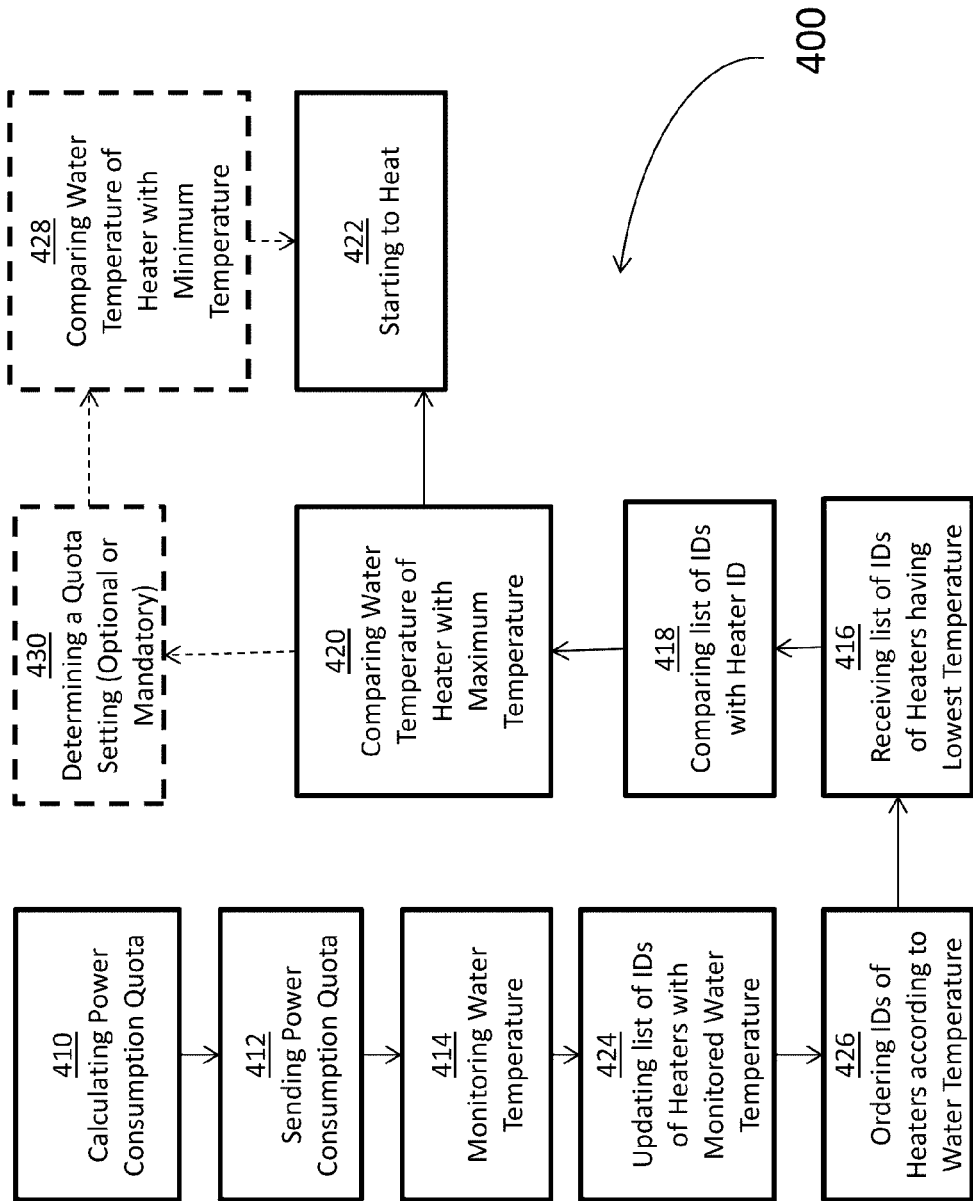 410
Calculating Power
Consumption Quota
412
Sending Power
Consumption Quota
414
Monitoring Water
Temperature
424
Updating list of IDs
of Heaters with
Monitored Water
Temperature
426
Ordering IDs of
Heaters according to
Water Temperature
416
Receiving list of IDs
of Heaters having
Lowest Temperature
418
Comparing list of IDs
with Heater ID
420
Comparing Water
Temperature of
Heater with
Maximum
Temperature
430
Determining a Quota
Setting (Optional or
Mandatory)
428
Comparing Water
Temperature of
Heater with
Minimum
Temperature
422
Starting to Heat
400